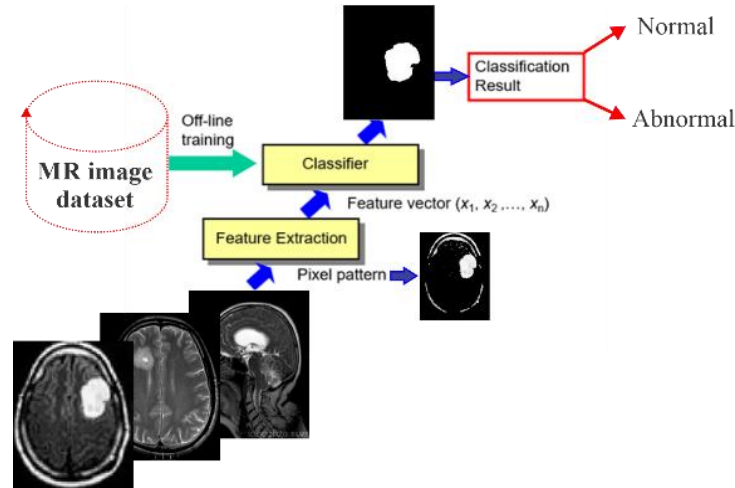 Normal
Classification
Result
Abnormal
Off-line
training
MR image
dataset
Classifier
Feature vector (x₁, x₂ ,…, xₙ)
Feature Extraction
Pixel pattern